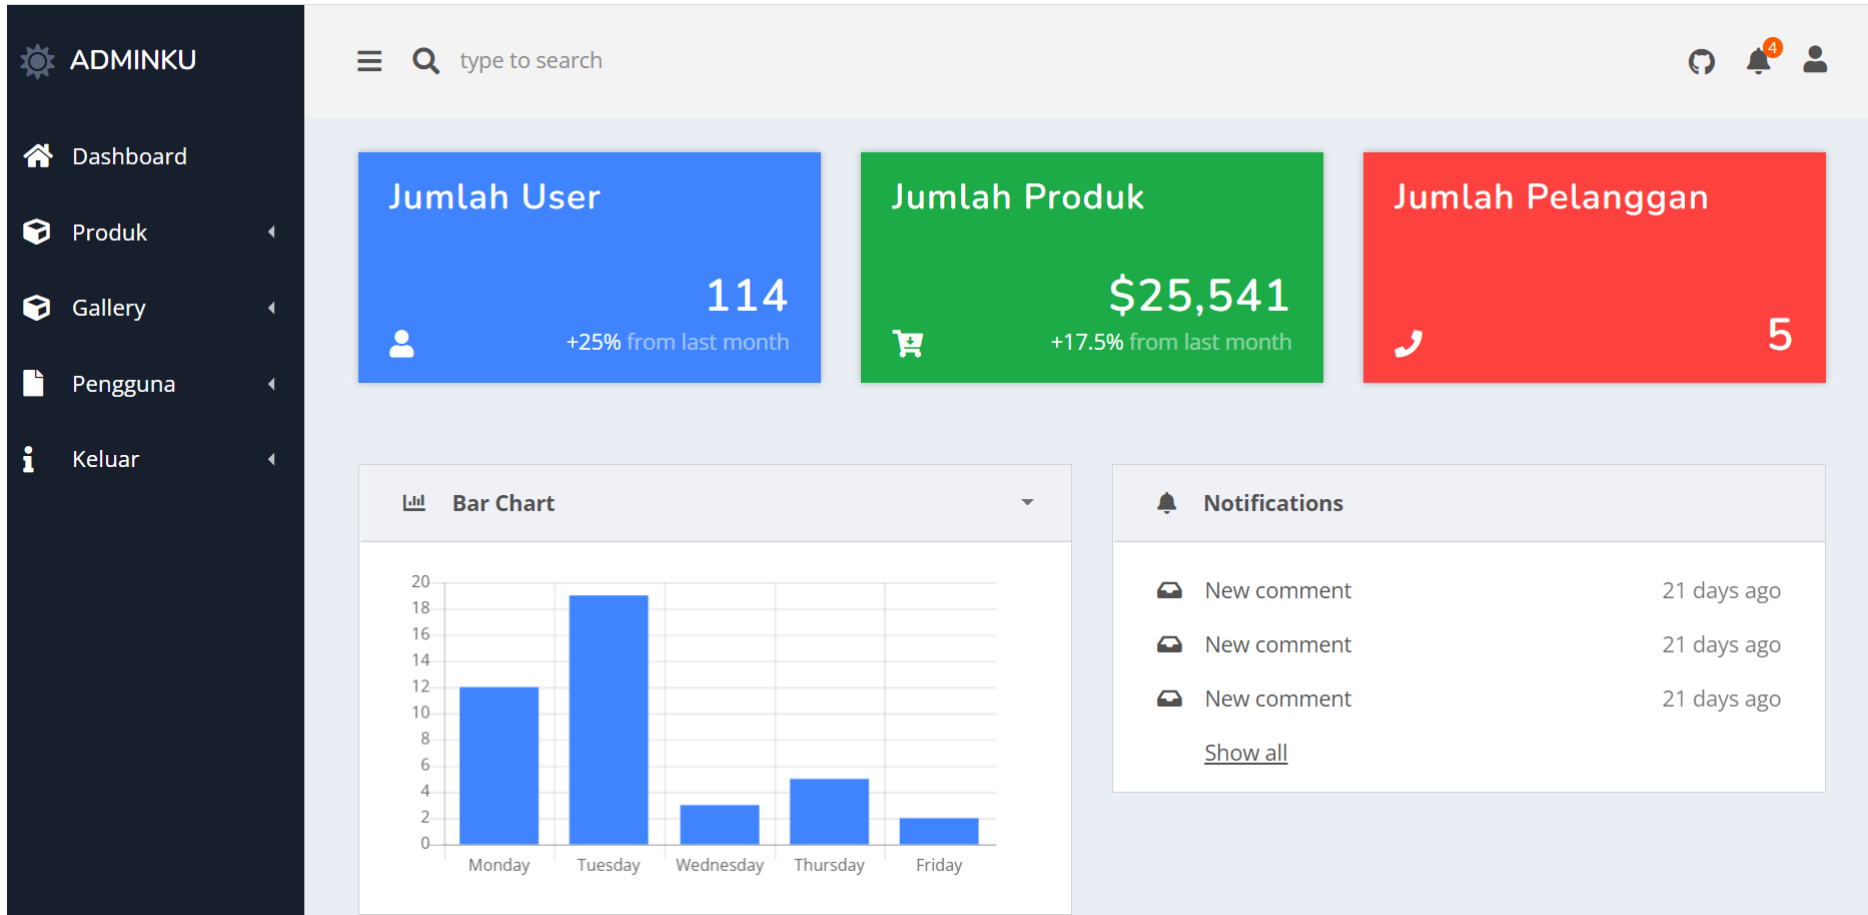 ADMINKU
type to search
4
Dashboard
Produk
Gallery
Pengguna
Keluar
Jumlah User
114
+25% from last month
Jumlah Produk
$25,541
+17.5% from last month
Jumlah Pelanggan
5
Bar Chart
20
18
16
14
12
10
8
6
4
2
0
Monday Tuesday Wednesday Thursday Friday
Notifications
New comment 21 days ago
New comment 21 days ago
New comment 21 days ago
Show all